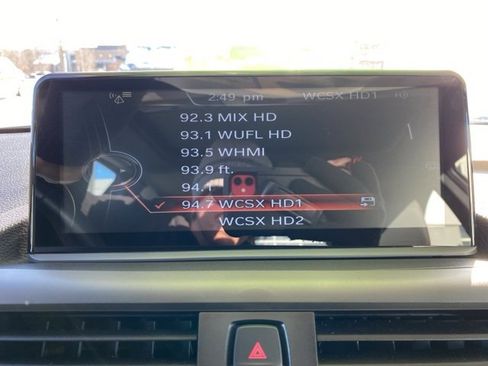 2:49 pm WCSX HD1
92.3 MIX HD
93.1 WUFL HD
93.5 WHMI
93.9 ft.
94.1
94.7 WCSX HD1
WCSX HD2